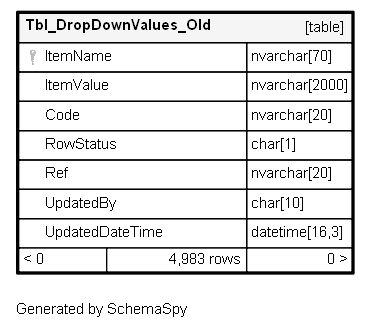 Tbl_DropDownValues_Old [table]
ItemName nvarchar[70]
ItemValue nvarchar[2000]
Code nvarchar[20]
RowStatus char[1]
Ref nvarchar[20]
UpdatedBy char[10]
UpdatedDateTime datetime[16,3]
< 0 4,983 rows 0 >
Generated by SchemaSpy